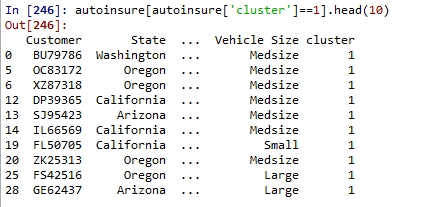 In [246]: autoinsure[autoinsure['cluster']==1].head(10)
Out[246]:
Customer State ... Vehicle Size cluster
0 BU79786 Washington ... Medsize 1
5 OC83172 Oregon ... Medsize 1
6 XZ87318 Oregon ... Medsize 1
12 DP39365 California ... Medsize 1
13 SJ95423 Arizona ... Medsize 1
14 IL66569 California ... Medsize 1
19 FL50705 California ... Small 1
20 ZK25313 Oregon ... Medsize 1
25 FS42516 Oregon ... Large 1
28 GE62437 Arizona ... Large 1